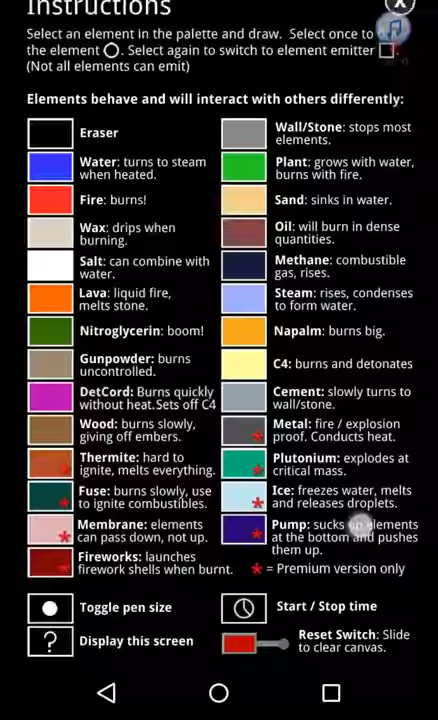 Instructions
X
Select an element in the palette and draw. Select once to
the element ○. Select again to switch to element emitter □.
(Not all elements can emit)
Elements behave and will interact with others differently:
Eraser
Wall/Stone: stops most
elements.
Water: turns to steam
when heated.
Plant: grows with water,
burns with fire.
Fire: burns!
Sand: sinks in water.
Wax: drips when
burning.
Oil: will burn in dense
quantities.
Salt: can combine with
water.
Methane: combustible
gas, rises.
Lava: liquid fire,
melts stone.
Steam: rises, condenses
to form water.
Nitroglycerin: boom!
Napalm: burns big.
Gunpowder: burns
uncontrolled.
C4: burns and detonates
DetCord: Burns quickly
without heat.Sets off C4
Cement: slowly turns to
wall/stone.
Wood: burns slowly,
giving off embers.
Metal: fire / explosion
proof. Conducts heat.
Thermite: hard to
ignite, melts everything.
Plutonium: explodes at
critical mass.
Fuse: burns slowly, use
to ignite combustibles.
Ice: freezes water, melts
and releases droplets.
Membrane: elements
can pass down, not up.
Pump: sucks up elements
at the bottom and pushes
them up.
Fireworks: launches
firework shells when burnt.
* = Premium version only
Toggle pen size
Start / Stop time
? Display this screen
Reset Switch: Slide
to clear canvas.